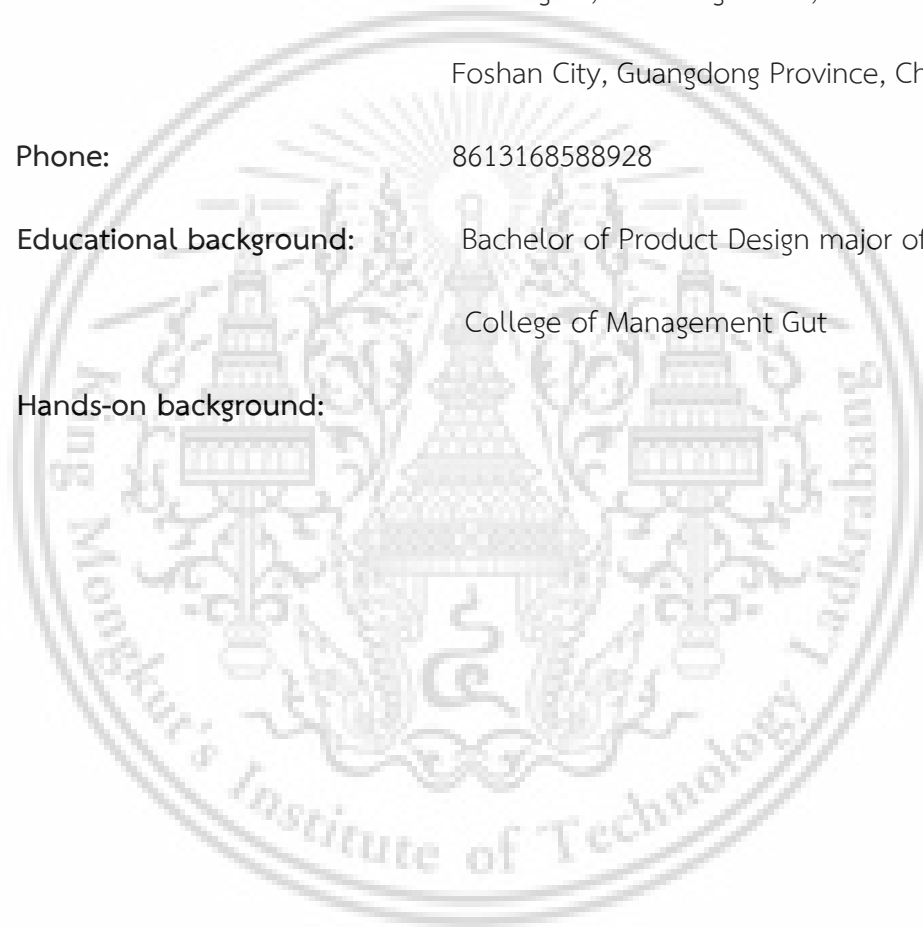 Foshan City, Guangdong Province, Ch
Phone: 8613168588928
Educational background: Bachelor of Product Design major of
College of Management Gut
Hands-on background:
King Mongkut's Institute of Technology Ladkrabang